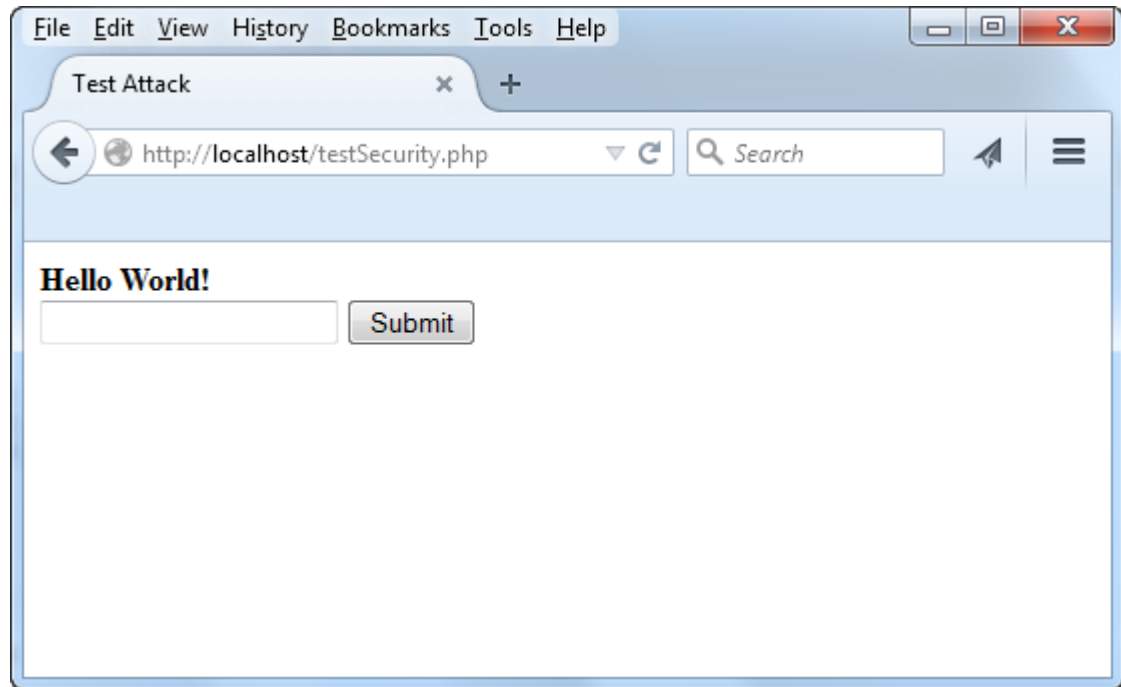 File Edit View History Bookmarks Tools Help
Test Attack
http://localhost/testSecurity.php Search
Hello World!
Submit